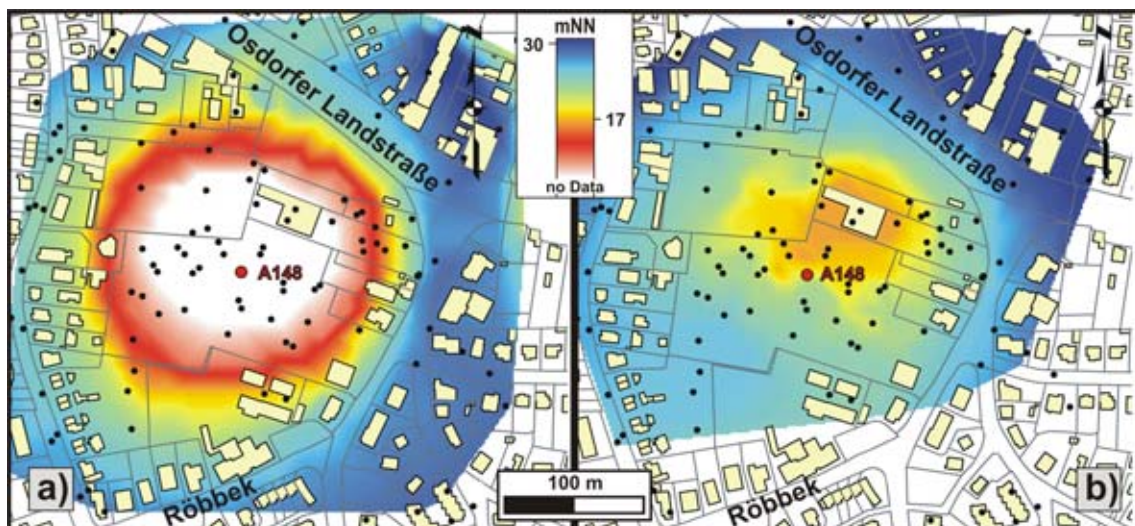 mNN
30
17
no Data
Osdorfer Landstraße
A148
Röbbek
a)
100 m
Osdorfer Landstraße
A148
Röbbek
b)